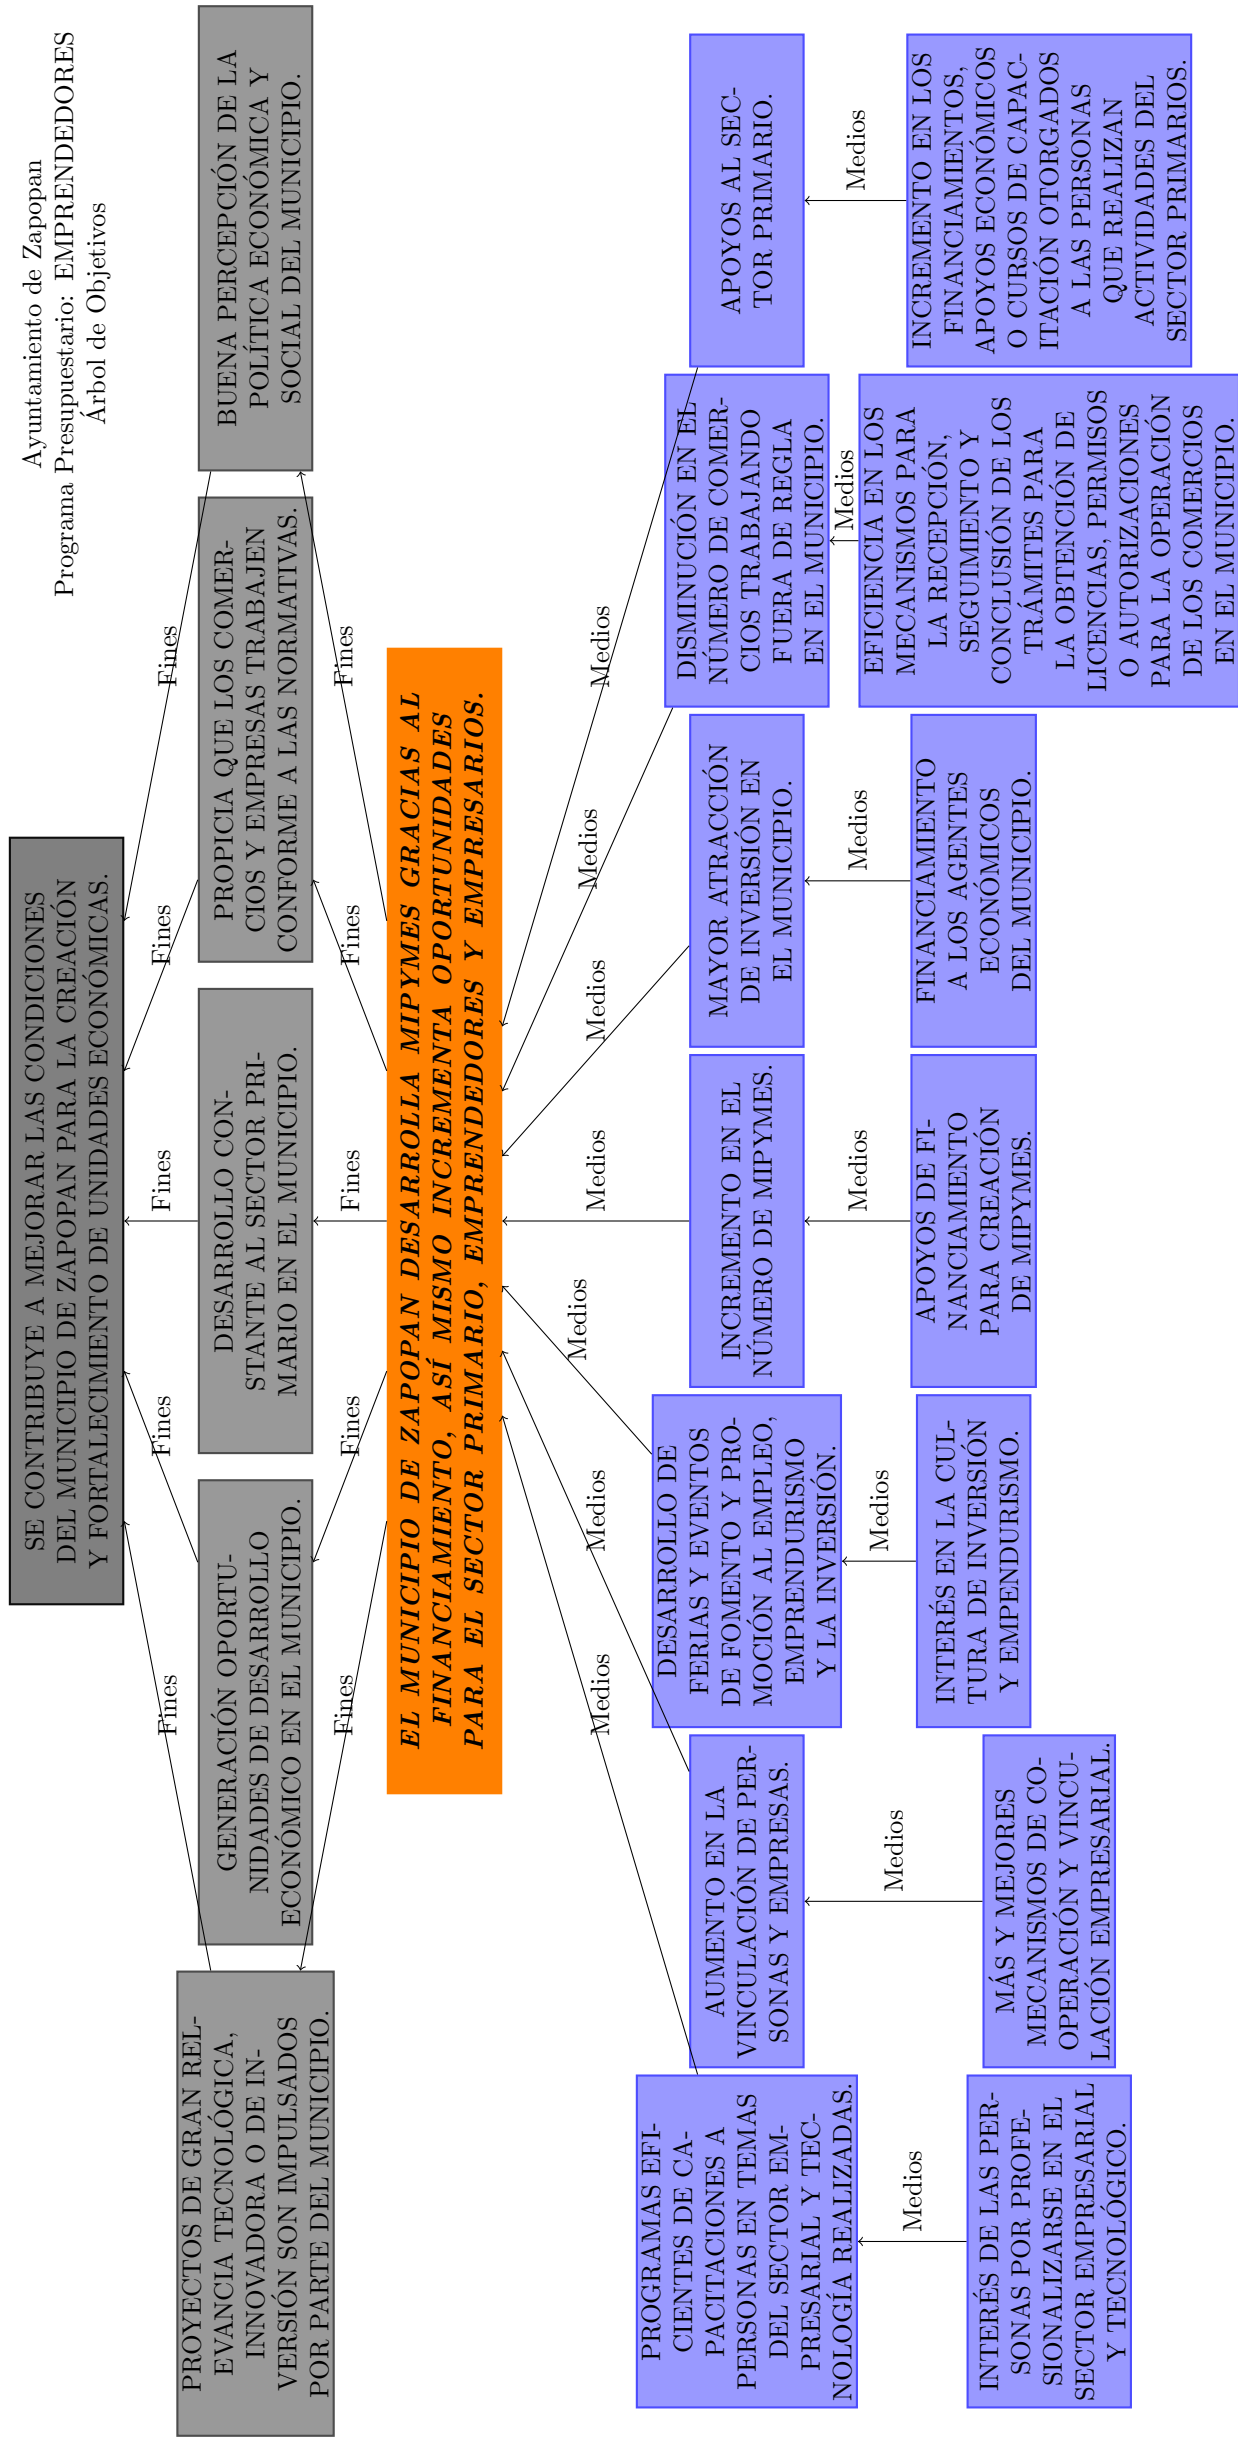 Ayuntamiento de Zapopan
Programa Presupuestario: EMPRENDEDORES
Árbol de Objetivos
SE CONTRIBUYE A MEJORAR LAS CONDICIONES
DEL MUNICIPIO DE ZAPOPAN PARA LA CREACIÓN
Y FORTALECIMIENTO DE UNIDADES ECONÓMICAS.
Fines
Fines
Fines
Fines
Fines
PROYECTOS DE GRAN REL-
EVANCIA TECNOLÓGICA,
INNOVADORA O DE IN-
VERSIÓN SON IMPULSADOS
POR PARTE DEL MUNICIPIO.
GENERACIÓN OPORTU-
NIDADES DE DESARROLLO
ECONÓMICO EN EL MUNICIPIO.
DESARROLLO CON-
STANTE AL SECTOR PRI-
MARIO EN EL MUNICIPIO.
PROPICIA QUE LOS COMER-
CIOS Y EMPRESAS TRABAJEN
CONFORME A LAS NORMATIVAS.
BUENA PERCEPCIÓN DE LA
POLÍTICA ECONÓMICA Y
SOCIAL DEL MUNICIPIO.
Fines
Fines
Fines
Fines
Fines
EL MUNICIPIO DE ZAPOPAN DESARROLLA MIPYMES GRACIAS AL
FINANCIAMIENTO, ASÍ MISMO INCREMENTA OPORTUNIDADES
PARA EL SECTOR PRIMARIO, EMPRENDEDORES Y EMPRESARIOS.
Medios
Medios
Medios
Medios
Medios
Medios
Medios
PROGRAMAS EFI-
CIENTES DE CA-
PACITACIONES A
PERSONAS EN TEMAS
DEL SECTOR EM-
PRESARIAL Y TEC-
NOLOGÍA REALIZADAS.
AUMENTO EN LA
VINCULACIÓN DE PER-
SONAS Y EMPRESAS.
DESARROLLO DE
FERIAS Y EVENTOS
DE FOMENTO Y PRO-
MOCIÓN AL EMPLEO,
EMPRENDURISMO
Y LA INVERSIÓN.
INCREMENTO EN EL
NÚMERO DE MIPYMES.
MAYOR ATRACCIÓN
DE INVERSIÓN EN
EL MUNICIPIO.
DISMINUCIÓN EN EL
NÚMERO DE COMER-
CIOS TRABAJANDO
FUERA DE REGLA
EN EL MUNICIPIO.
APOYOS AL SEC-
TOR PRIMARIO.
Medios
Medios
Medios
Medios
Medios
Medios
Medios
INTERÉS DE LAS PER-
SONAS POR PROFE-
SIONALIZARSE EN EL
SECTOR EMPRESARIAL
Y TECNOLÓGICO.
MÁS Y MEJORES
MECANISMOS DE CO-
OPERACIÓN Y VINCU-
LACIÓN EMPRESARIAL.
INTERÉS EN LA CUL-
TURA DE INVERSIÓN
Y EMPENDURISMO.
APOYOS DE FI-
NANCIAMIENTO
PARA CREACIÓN
DE MIPYMES.
FINANCIAMIENTO
A LOS AGENTES
ECONÓMICOS
DEL MUNICIPIO.
EFICIENCIA EN LOS
MECANISMOS PARA
LA RECEPCIÓN,
SEGUIMIENTO Y
CONCLUSIÓN DE LOS
TRÁMITES PARA
LA OBTENCIÓN DE
LICENCIAS, PERMISOS
O AUTORIZACIONES
PARA LA OPERACIÓN
DE LOS COMERCIOS
EN EL MUNICIPIO.
INCREMENTO EN LOS
FINANCIAMIENTOS,
APOYOS ECONÓMICOS
O CURSOS DE CAPAC-
ITACIÓN OTORGADOS
A LAS PERSONAS
QUE REALIZAN
ACTIVIDADES DEL
SECTOR PRIMARIOS.